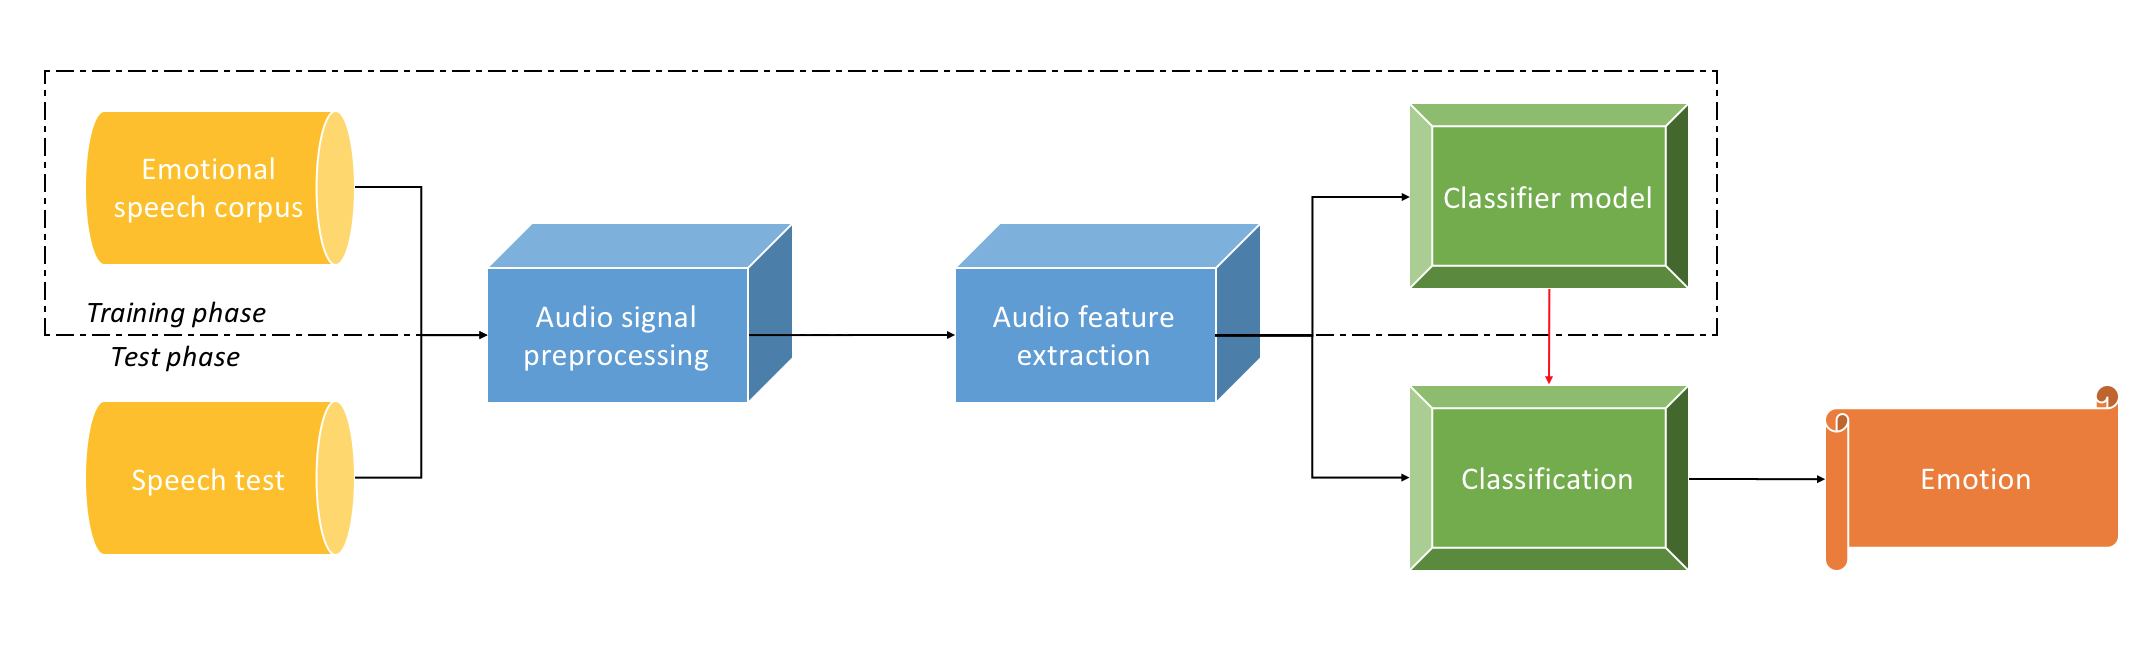 Emotional
speech corpus
Training phase
Test phase
Speech test
Audio signal
preprocessing
Audio feature
extraction
Classifier model
Classification
Emotion